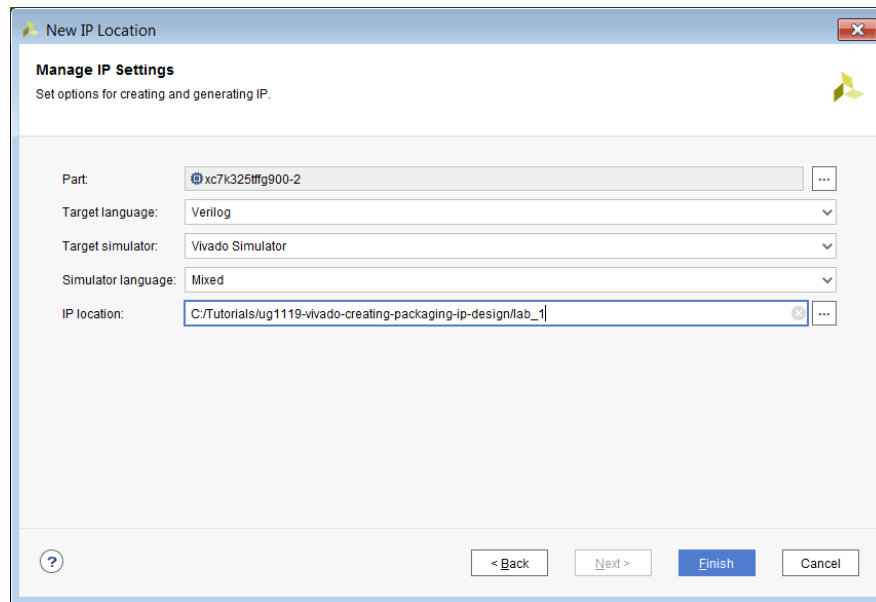 New IP Location
Manage IP Settings
Set options for creating and generating IP.
Part: xc7k325tffg900-2 ...
Target language: Verilog
Target simulator: Vivado Simulator
Simulator language: Mixed
IP location: C:/Tutorials/ug1119-vivado-creating-packaging-ip-design/lab_1 ...
? < Back Next > Finish Cancel